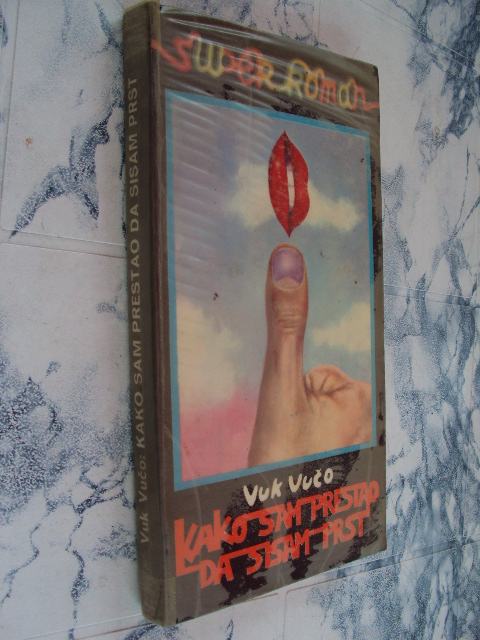 super roman
Vuk Vučo
KAKO SAM PRESTAO
DA SISAM PRST
Vuk Vučo: KAKO SAM PRESTAO DA SISAM PRST